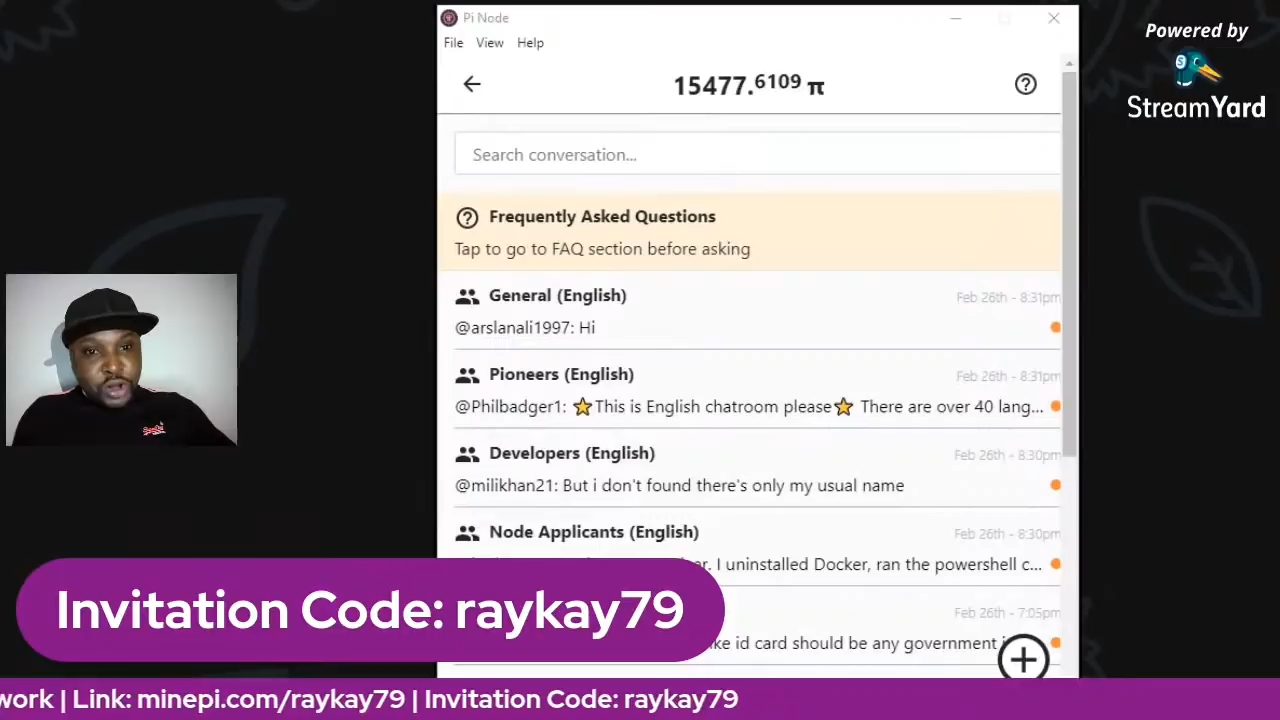 Pi Node
File View Help
15477.6109 π
Search conversation...
Frequently Asked Questions
Tap to go to FAQ section before asking
General (English)
Feb 26th - 8:31pm
@arslanali1997: Hi
Pioneers (English)
Feb 26th - 8:31pm
@Philbadger1: ⭐This is English chatroom please⭐ There are over 40 lang...
Developers (English)
Feb 26th - 8:30pm
@milikhan21: But i don't found there's only my usual name
Node Applicants (English)
Feb 26th - 8:30pm
I uninstalled Docker, ran the powershell c...
Feb 26th - 7:05pm
id card should be any government
Powered by
StreamYard
Invitation Code: raykay79
work | Link: minepi.com/raykay79 | Invitation Code: raykay79